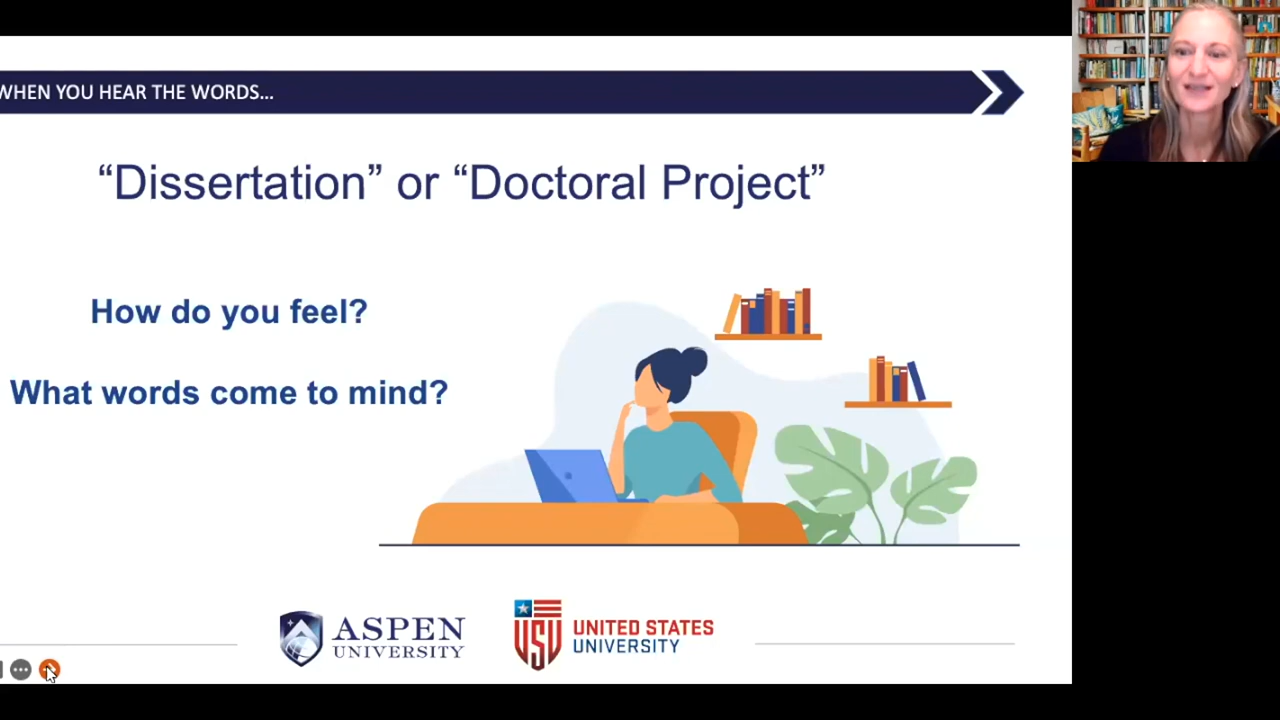 WHEN YOU HEAR THE WORDS...
“Dissertation” or “Doctoral Project”
How do you feel?
What words come to mind?
ASPEN
UNIVERSITY
USU
UNITED STATES
UNIVERSITY